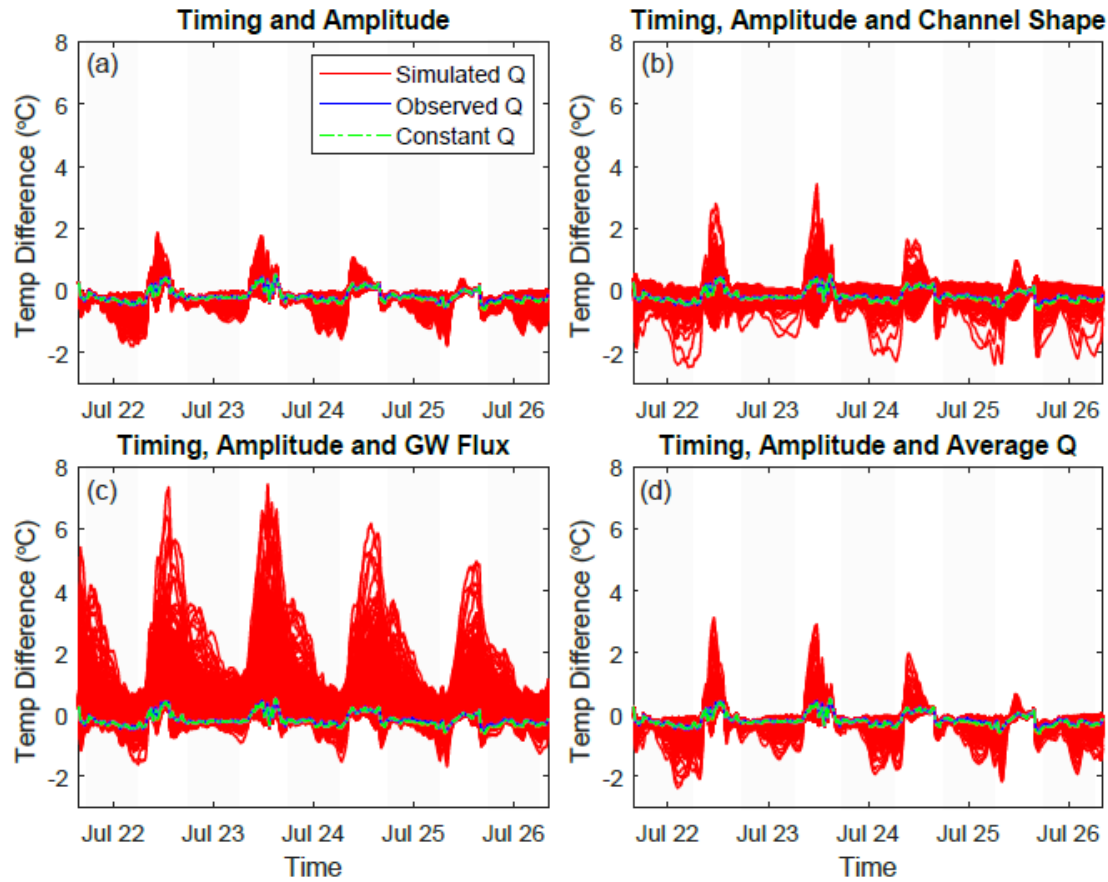 Timing and Amplitude
Timing, Amplitude and Channel Shape
(a)
Simulated Q
Observed Q
Constant Q
Temp Difference (°C)
8
6
4
2
0
-2
Jul 22 Jul 23 Jul 24 Jul 25 Jul 26
(b)
Temp Difference (°C)
8
6
4
2
0
-2
Jul 22 Jul 23 Jul 24 Jul 25 Jul 26
Timing, Amplitude and GW Flux
Timing, Amplitude and Average Q
(c)
Temp Difference (°C)
8
6
4
2
0
-2
Jul 22 Jul 23 Jul 24 Jul 25 Jul 26
Time
(d)
Temp Difference (°C)
8
6
4
2
0
-2
Jul 22 Jul 23 Jul 24 Jul 25 Jul 26
Time